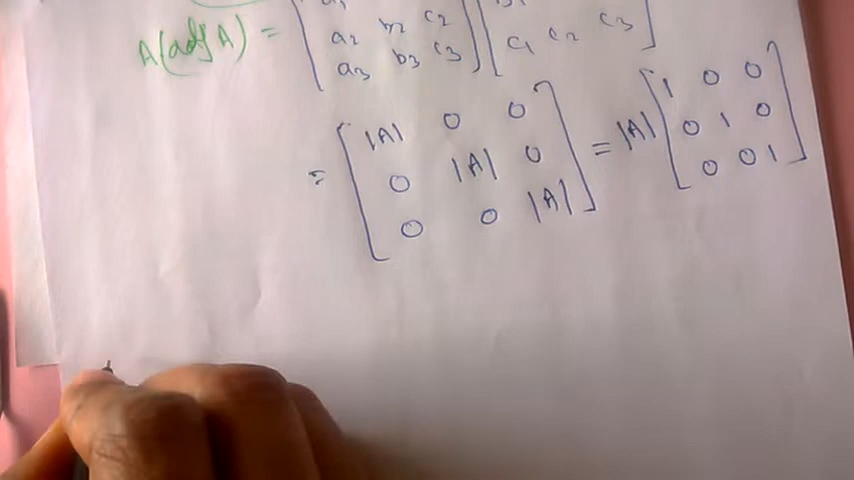 a2 b2 c2
A(adj A) =
a3 b3 c3 c1 c2 c3
= |A| 0 0 = |A| 1 0 0
0 |A| 0 0 1 0
0 0 |A| 0 0 1